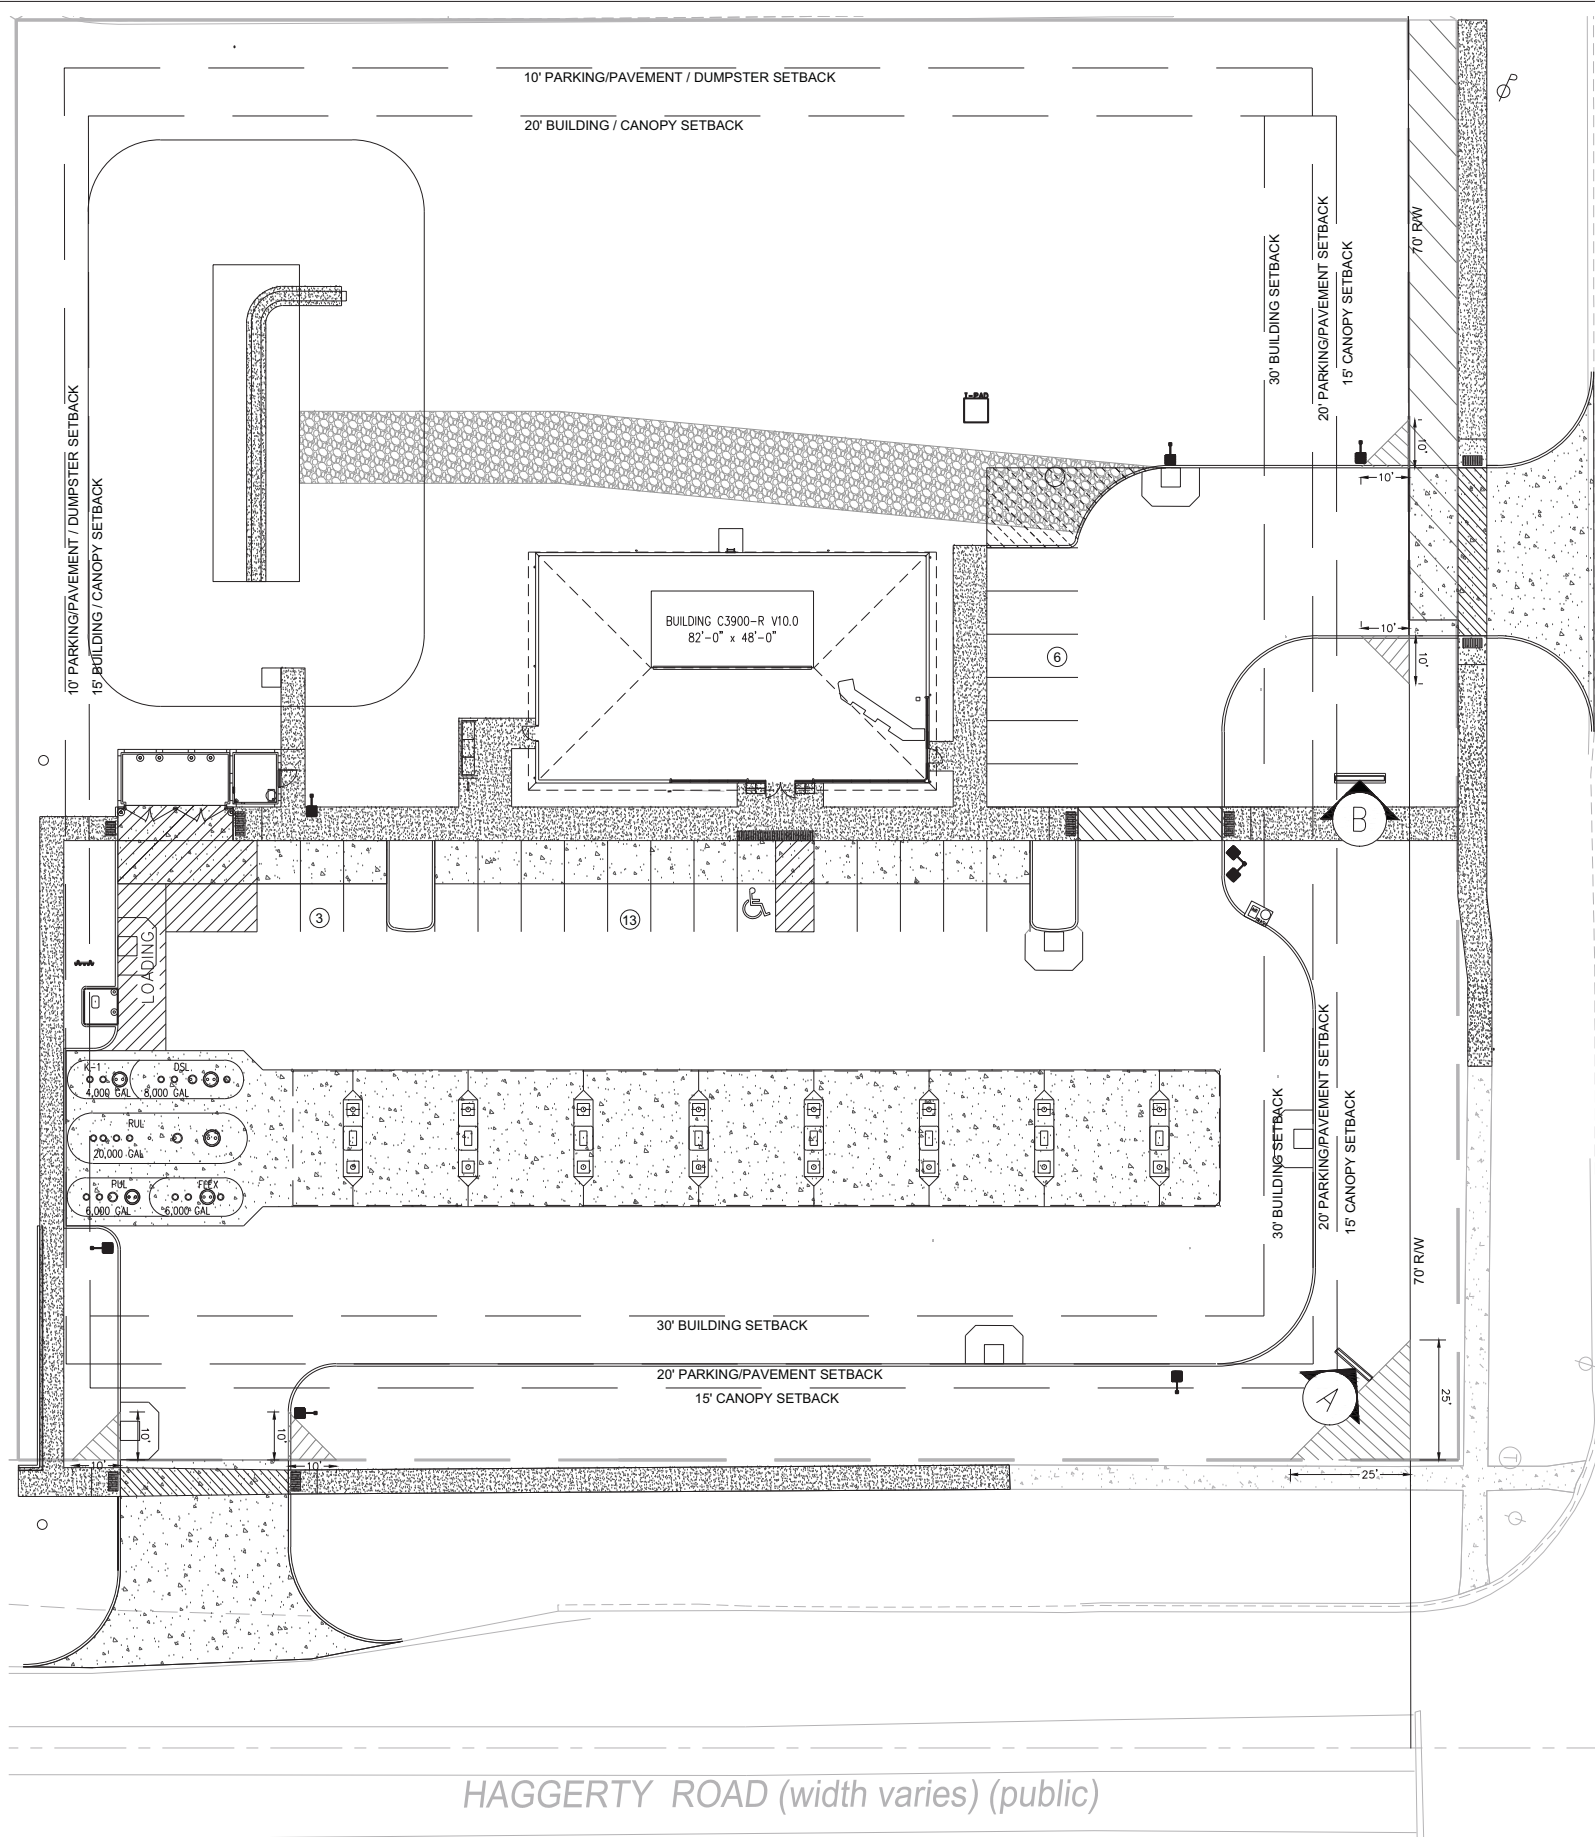 10' PARKING/PAVEMENT / DUMPSTER SETBACK
20' BUILDING / CANOPY SETBACK
10' PARKING/PAVEMENT / DUMPSTER SETBACK
15' BUILDING / CANOPY SETBACK
30' BUILDING SETBACK
20' PARKING/PAVEMENT SETBACK
15' CANOPY SETBACK
70' R/W
T-PAD
10'
10'
BUILDING C3900-R V10.0
82'-0" x 48'-0"
6
10'
10'
B
3
13
LOADING
K-1
4,000 GAL
DSL.
8,000 GAL
RUL
20,000 GAL
PUL
6,000 GAL
FLEX
6,000 GAL
30' BUILDING SETBACK
20' PARKING/PAVEMENT SETBACK
15' CANOPY SETBACK
70' R/W
30' BUILDING SETBACK
20' PARKING/PAVEMENT SETBACK
15' CANOPY SETBACK
A
25'
25'
10'
10'
10'
10'
T
HAGGERTY ROAD (width varies) (public)